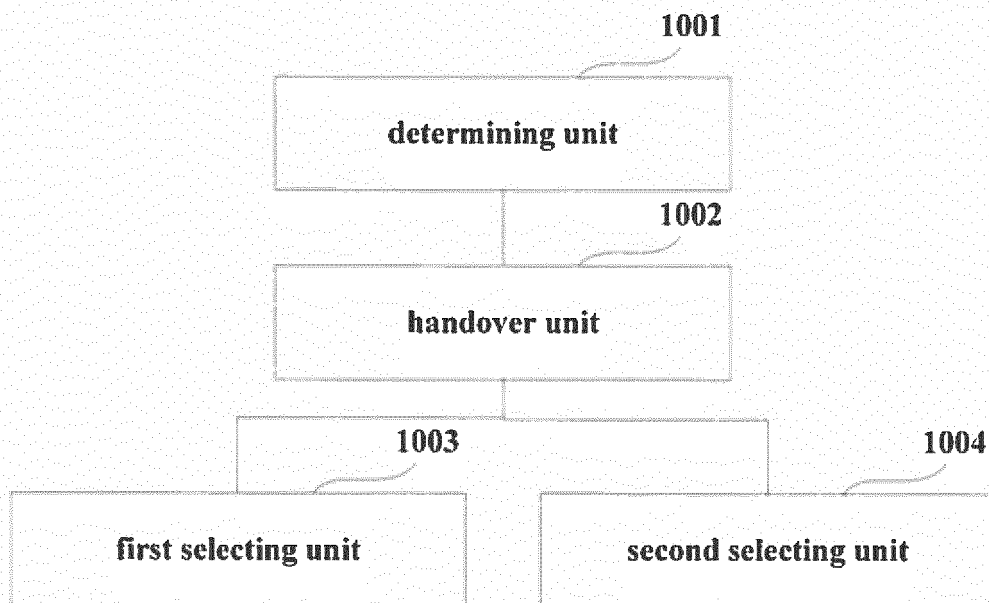 1001
determining unit
1002
handover unit
1003
1004
first selecting unit
second selecting unit